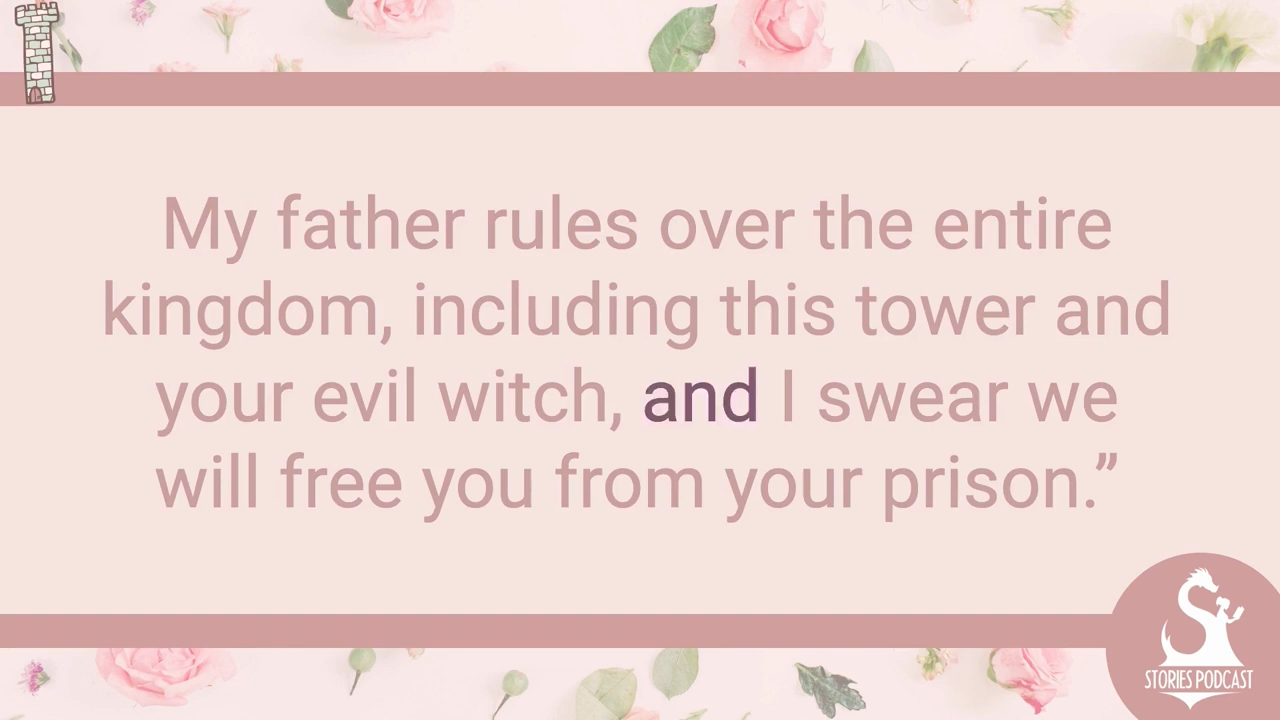 My father rules over the entire
kingdom, including this tower and
your evil witch, and I swear we
will free you from your prison.”
STORIES PODCAST